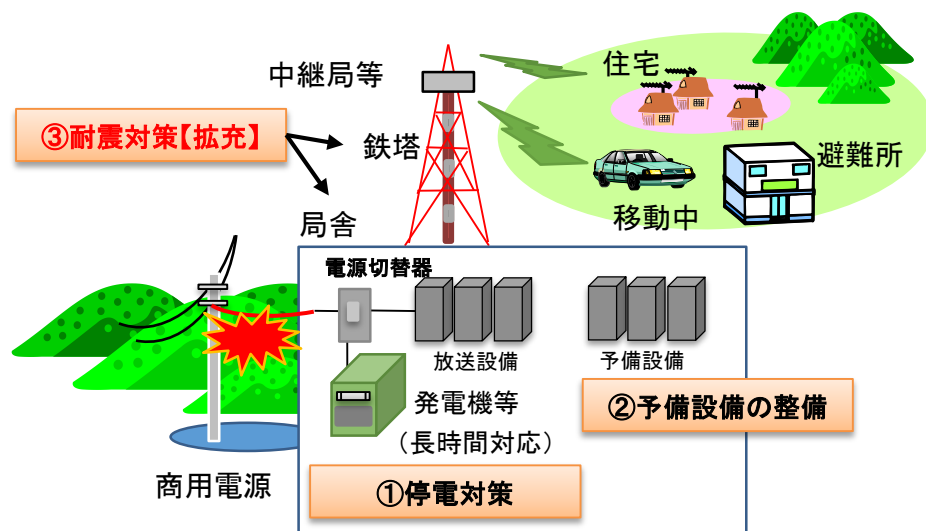 中継局等
住宅
③耐震対策【拡充】
鉄塔
避難所
移動中
局舎
電源切替器
放送設備
予備設備
発電機等
（長時間対応）
②予備設備の整備
商用電源
①停電対策